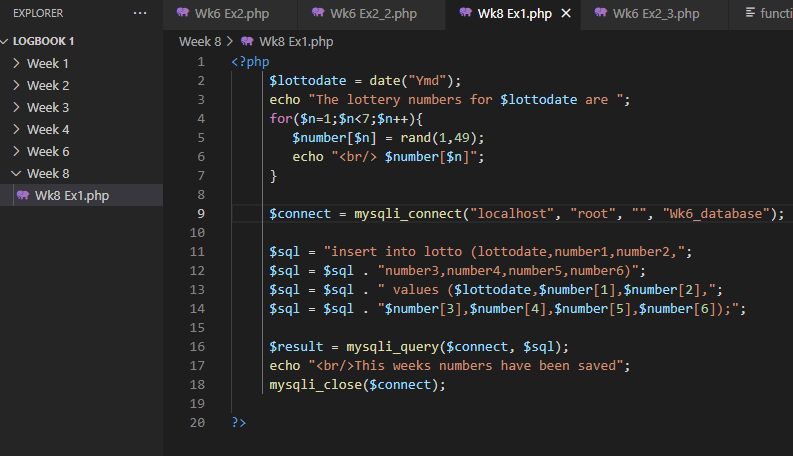 EXPLORER ...
LOGBOOK 1
Week 1
Week 2
Week 3
Week 4
Week 6
Week 8
Wk8 Ex1.php
Wk6 Ex2.php Wk6 Ex2_2.php Wk8 Ex1.php Wk6 Ex2_3.php functi
Week 8 > Wk8 Ex1.php
1 <?php
2 $lottodate = date("Ymd");
3 echo "The lottery numbers for $lottodate are ";
4 for($n=1;$n<7;$n++){
5 $number[$n] = rand(1,49);
6 echo "<br/> $number[$n]";
7 }
8
9 $connect = mysqli_connect("localhost", "root", "", "Wk6_database");
10
11 $sql = "insert into lotto (lottodate,number1,number2,";
12 $sql = $sql . "number3,number4,number5,number6)";
13 $sql = $sql . " values ($lottodate,$number[1],$number[2],";
14 $sql = $sql . "$number[3],$number[4],$number[5],$number[6]);";
15
16 $result = mysqli_query($connect, $sql);
17 echo "<br/>This weeks numbers have been saved";
18 mysqli_close($connect);
19
20 ?>